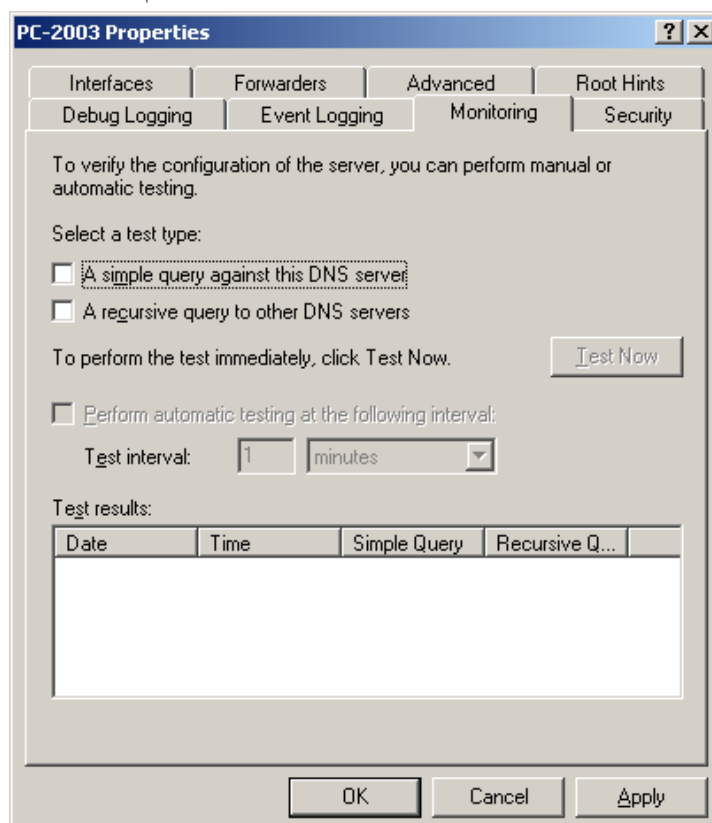 PC-2003 Properties
Interfaces Forwarders Advanced Root Hints
Debug Logging Event Logging Monitoring Security
To verify the configuration of the server, you can perform manual or
automatic testing.
Select a test type:
A simple query against this DNS server
A recursive query to other DNS servers
To perform the test immediately, click Test Now. Test Now
Perform automatic testing at the following interval:
Test interval: 1 minutes
Test results:
Date Time Simple Query Recursive Q...
OK Cancel Apply